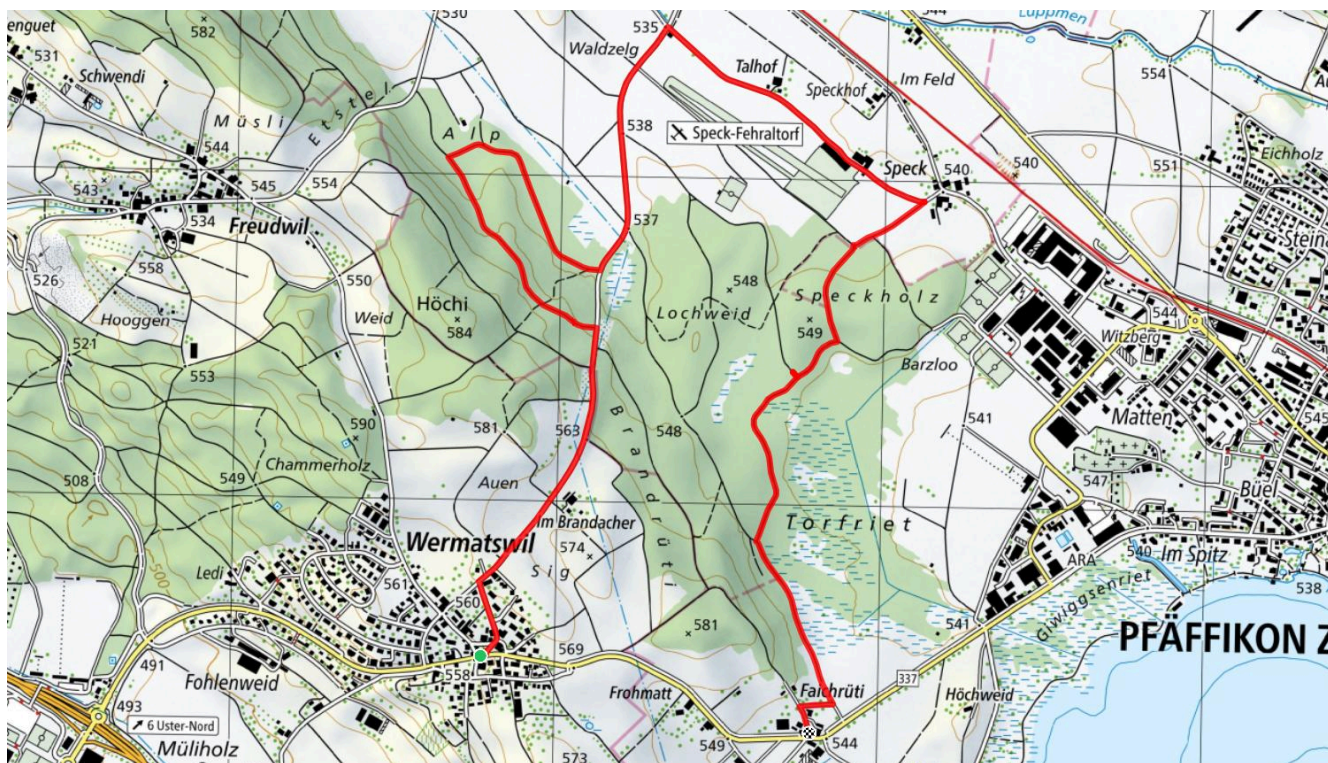 582
530
544
Luppmen
enguet
531
Schwendi
Müsli
Etstel
544
543
545
554
534
Freudwil
558
526
Hooggen
521
553
550
Weid
Höchi
584
Alp
Waldzelg
535
538
537
Talhof
Speckhof
Im Feld
Speck-Fehraltorf
Speck
540
540
554
551
Eichholz
548
Lochweid
Speckholz
549
Barzloo
544
Witzberg
Matten
545
547
541
Büel
Chammerholz
590
549
508
581
563
548
Brandrüti
Auen
Im Brandacher
574
Sig
Wermatswil
Torfriet
Ledi
561
560
500
ARA
540
Im Spitz
538
Giwiggsenriet
PFÄFFIKON Z
581
541
569
558
491
493
Fohlenweid
6 Uster-Nord
Müliholz
Frohmatt
549
573
Faichrüti
544
337
Höchweid